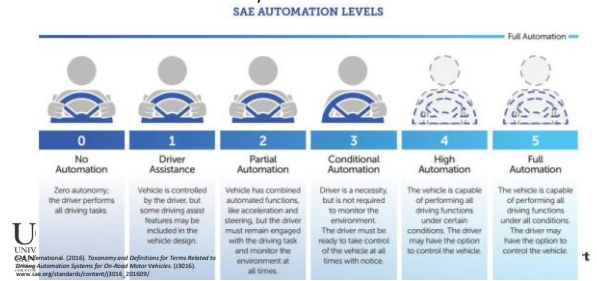 SAE AUTOMATION LEVELS
Full Automation
0
No
Automation
Zero autonomy;
the driver performs
all driving tasks.
1
Driver
Assistance
Vehicle is controlled
by the driver, but
some driving assist
features may be
included in the
vehicle design.
2
Partial
Automation
Vehicle has combined
automated functions,
like acceleration and
steering, but the driver
must remain engaged
with the driving task
and monitor the
environment at
all times.
3
Conditional
Automation
Driver is a necessity,
but is not required
to monitor the
environment.
The driver must be
ready to take control
of the vehicle at all
times with notice.
4
High
Automation
The vehicle is capable
of performing all
driving functions
under certain
conditions. The driver
may have the option
to control the vehicle.
5
Full
Automation
The vehicle is capable
of performing all
driving functions
under all conditions.
The driver may
have the option to
control the vehicle.
International. (2016). Taxonomy and Definitions for Terms Related to
Driving Automation Systems for On-Road Motor Vehicles. (J3016).
www.sae.org/standards/content/j3016_201609/